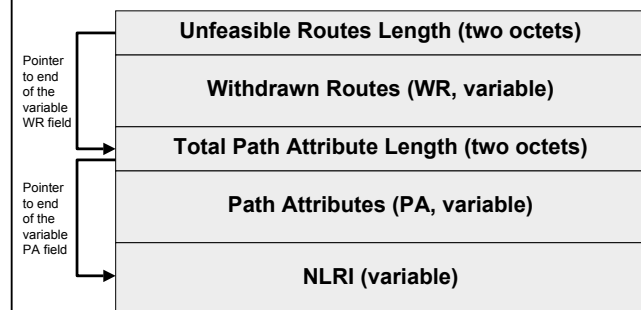 Unfeasible Routes Length (two octets)
Pointer
to end
of the
variable
WR field
Withdrawn Routes (WR, variable)
Total Path Attribute Length (two octets)
Pointer
to end
of the
variable
PA field
Path Attributes (PA, variable)
NLRI (variable)